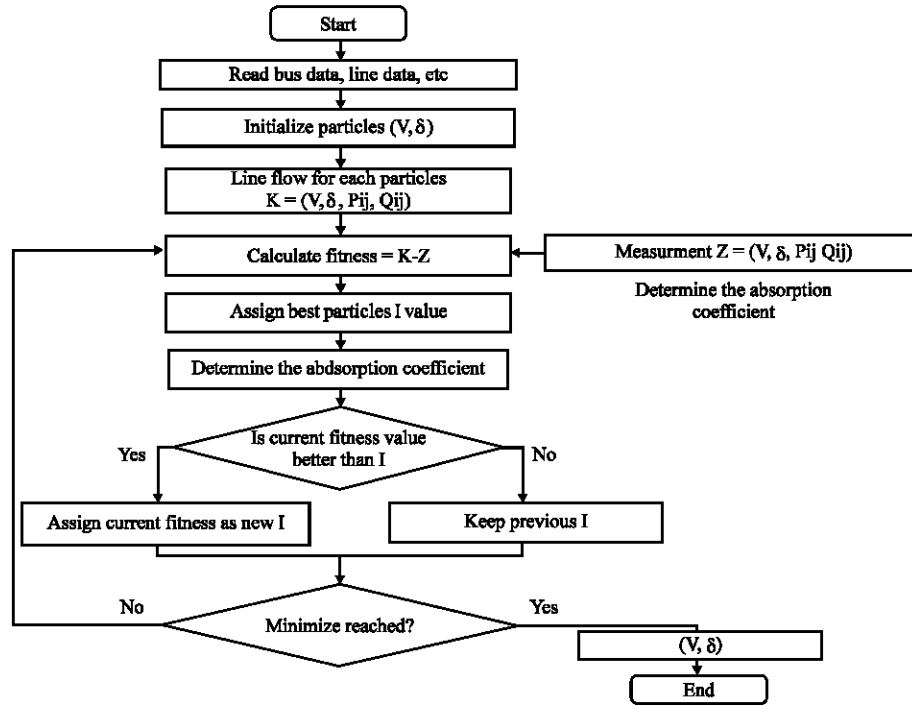 Start
Read bus data, line data, etc
Initialize particles (V, δ)
Line flow for each particles
K = (V, δ, Pij, Qij)
Calculate fitness = K-Z
Measurment Z = (V, δ, Pij Qij)
Determine the absorption
coefficient
Assign best particles I value
Determine the abdsorption coefficient
Is current fitness value
better than I
Yes
No
Assign current fitness as new I
Keep previous I
Minimize reached?
No
Yes
(V, δ)
End